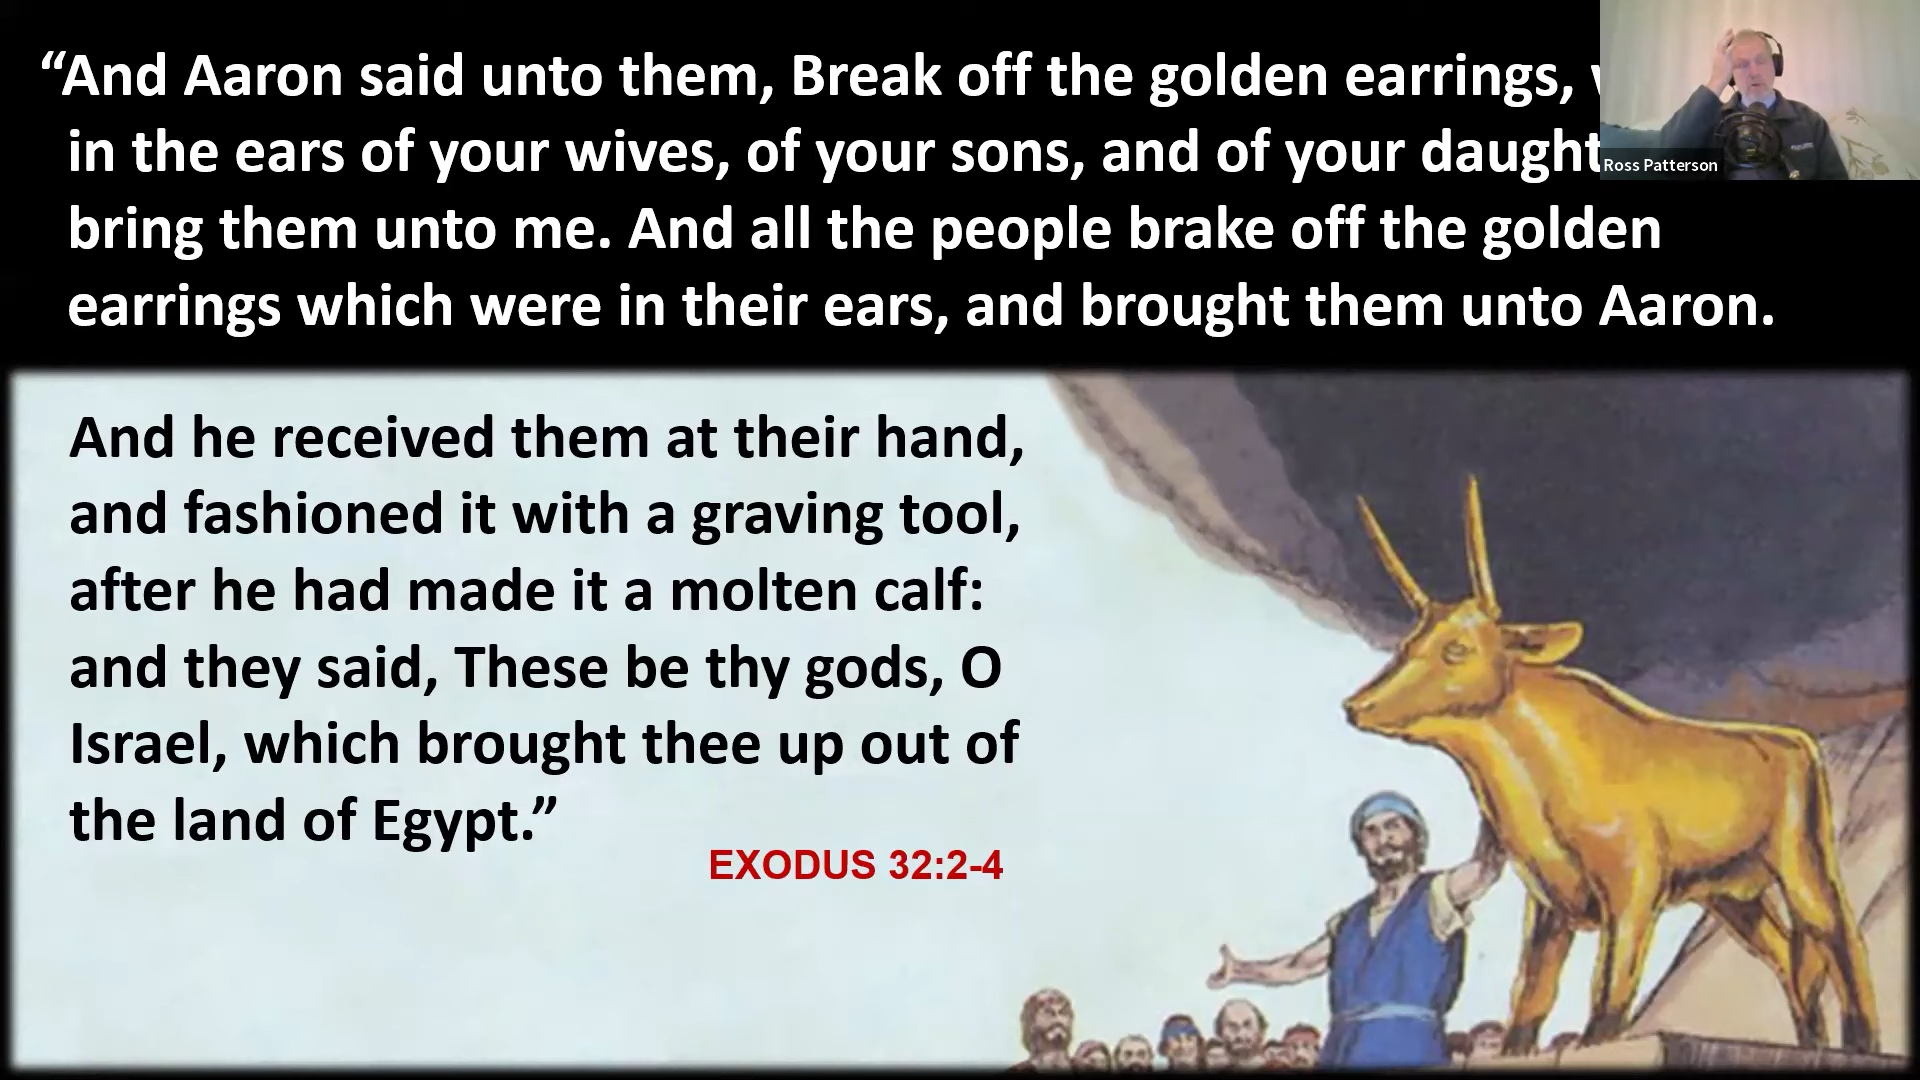 “And Aaron said unto them, Break off the golden earrings,
in the ears of your wives, of your sons, and of your
bring them unto me. And all the people brake off the golden
earrings which were in their ears, and brought them unto Aaron.
Ross Patterson
And he received them at their hand,
and fashioned it with a graving tool,
after he had made it a molten calf:
and they said, These be thy gods, O
Israel, which brought thee up out of
the land of Egypt.”
EXODUS 32:2-4